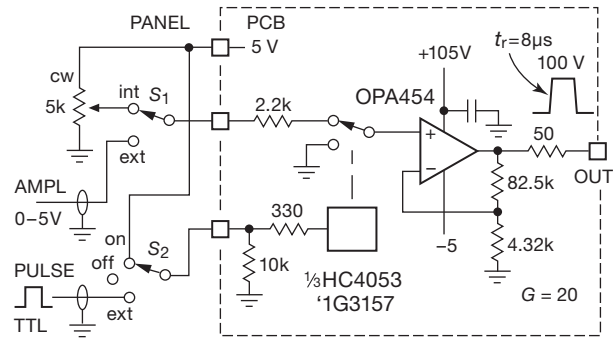 PANEL
PCB
5 V
cw
5k
int
S1
ext
AMPL
0–5V
on
off
S2
ext
PULSE
TTL
2.2k
330
10k
⅓HC4053
'1G3157
+105V
OPA454
+
−
−5
tr=8µs
100 V
50
OUT
82.5k
4.32k
G = 20